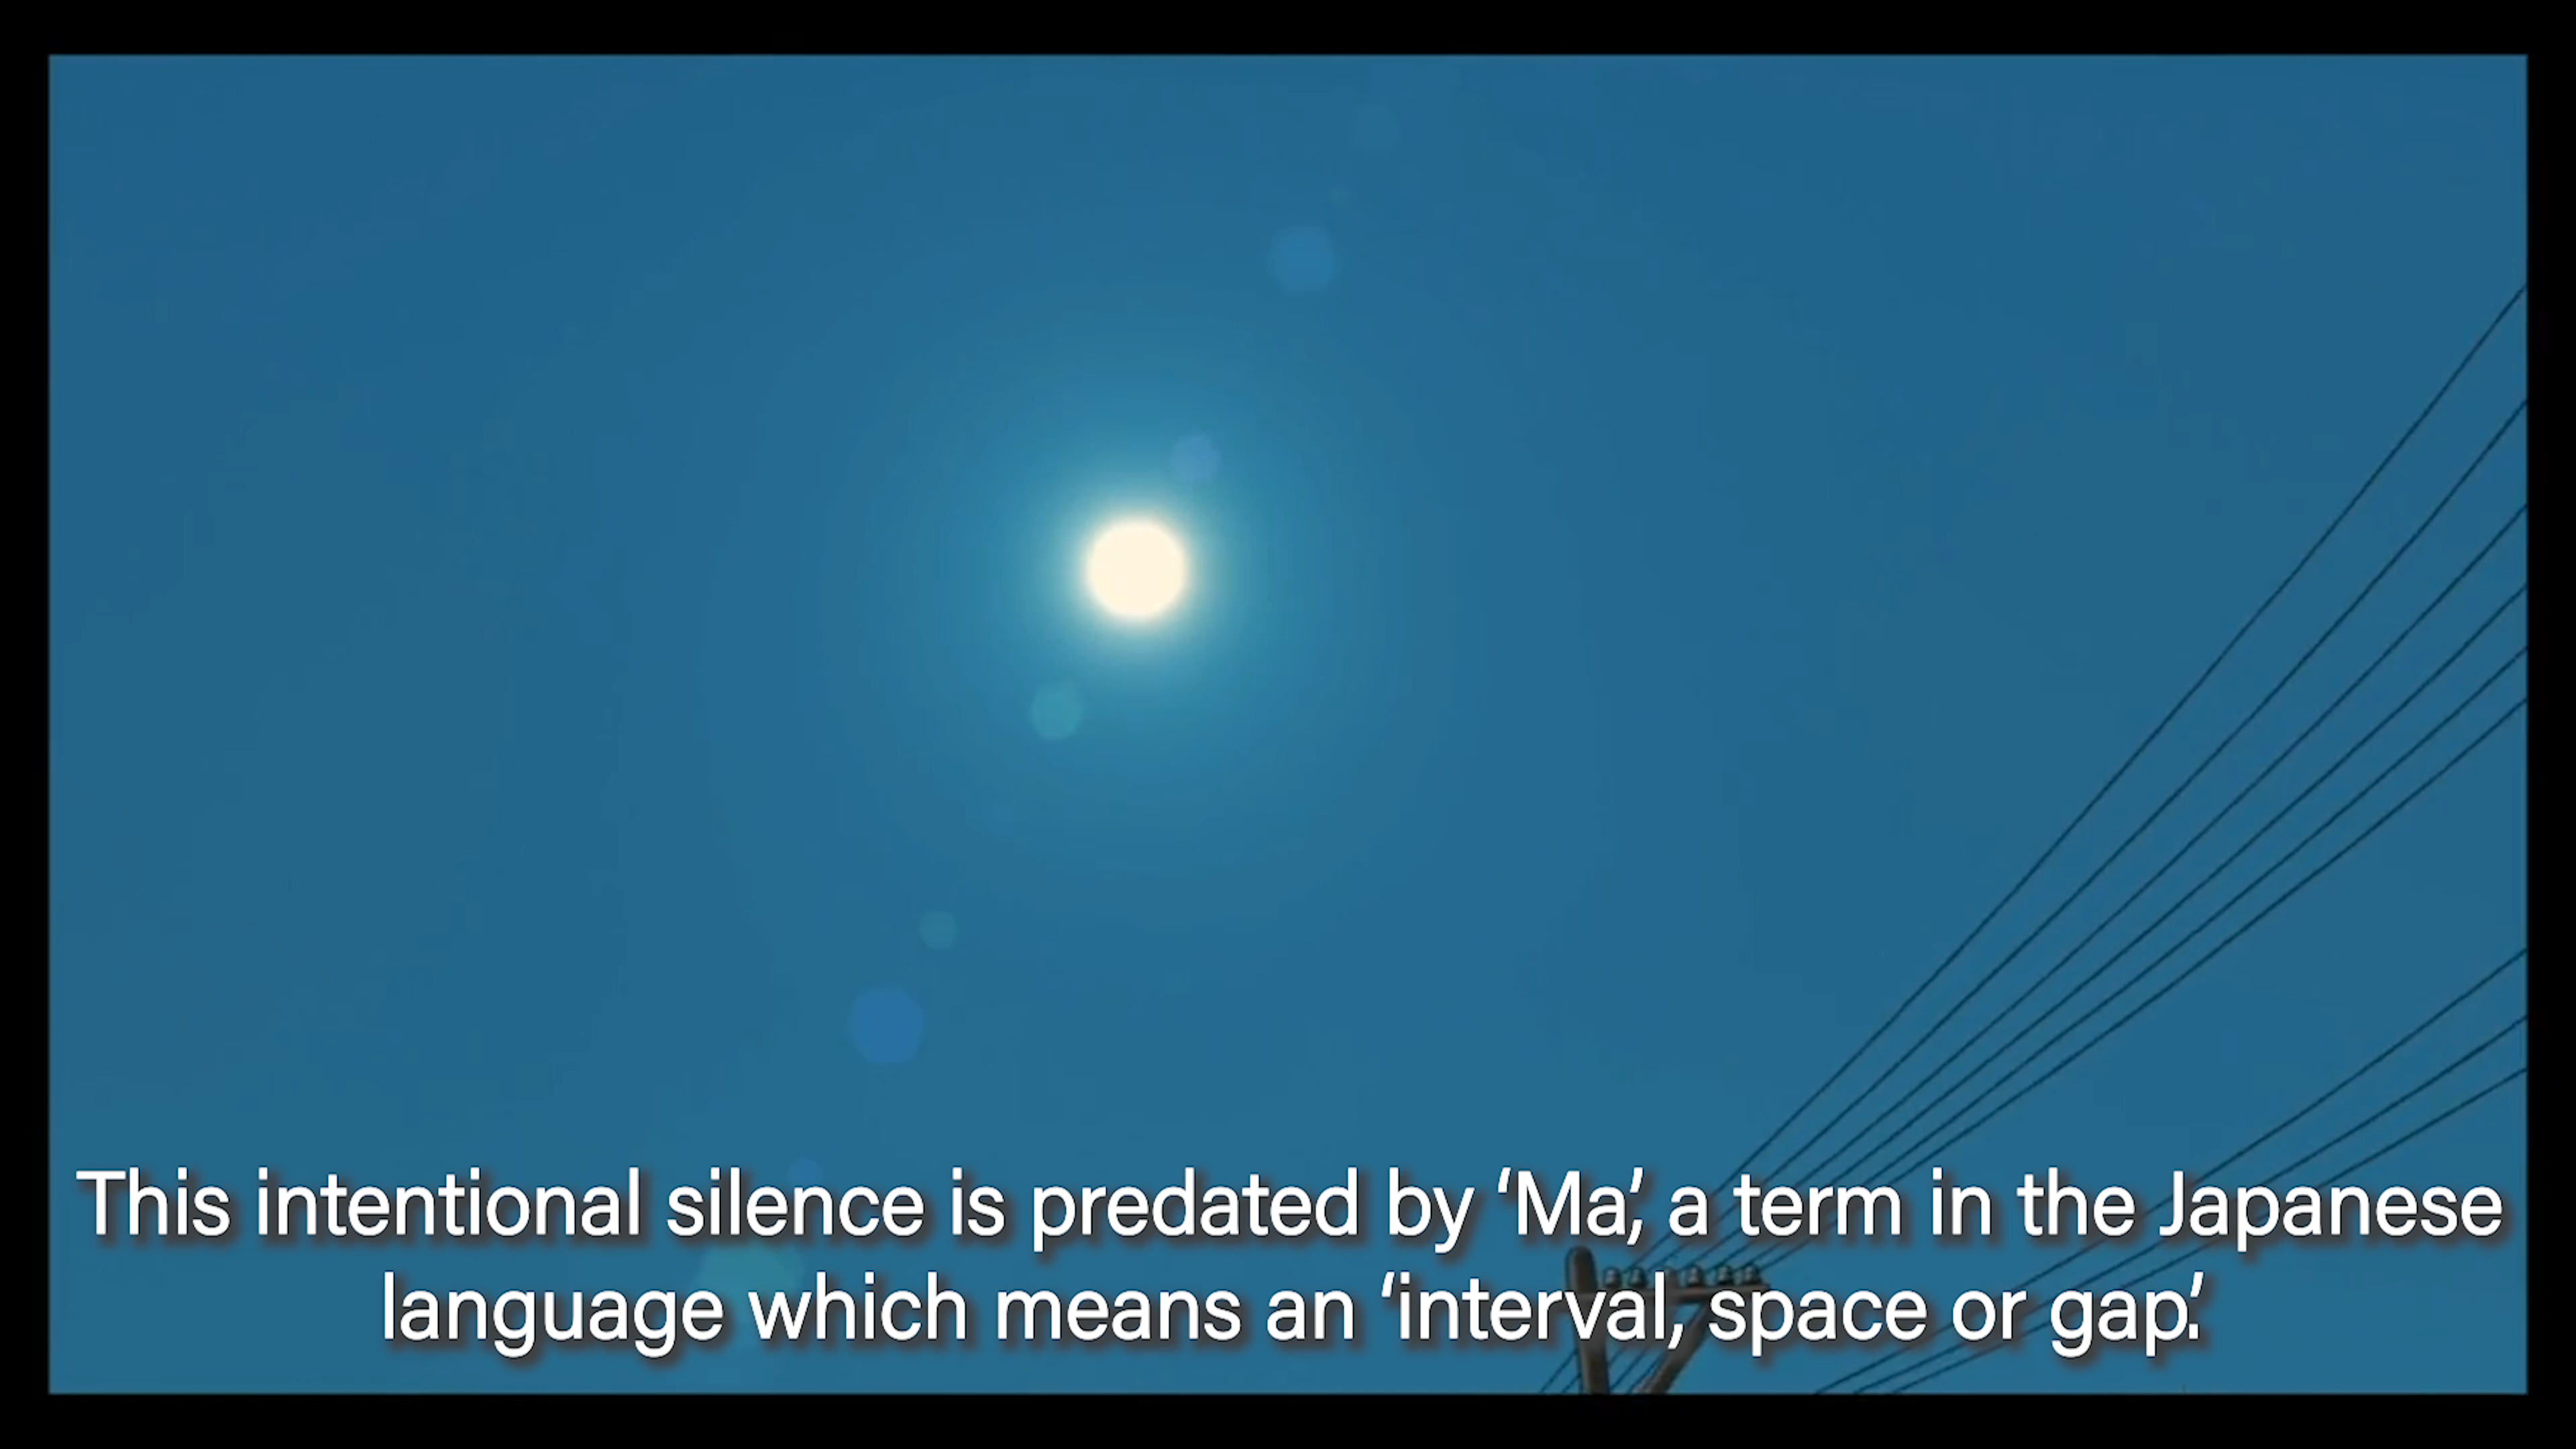 This intentional silence is predated by ‘Ma’, a term in the Japanese
language which means an ‘interval, space or gap.’